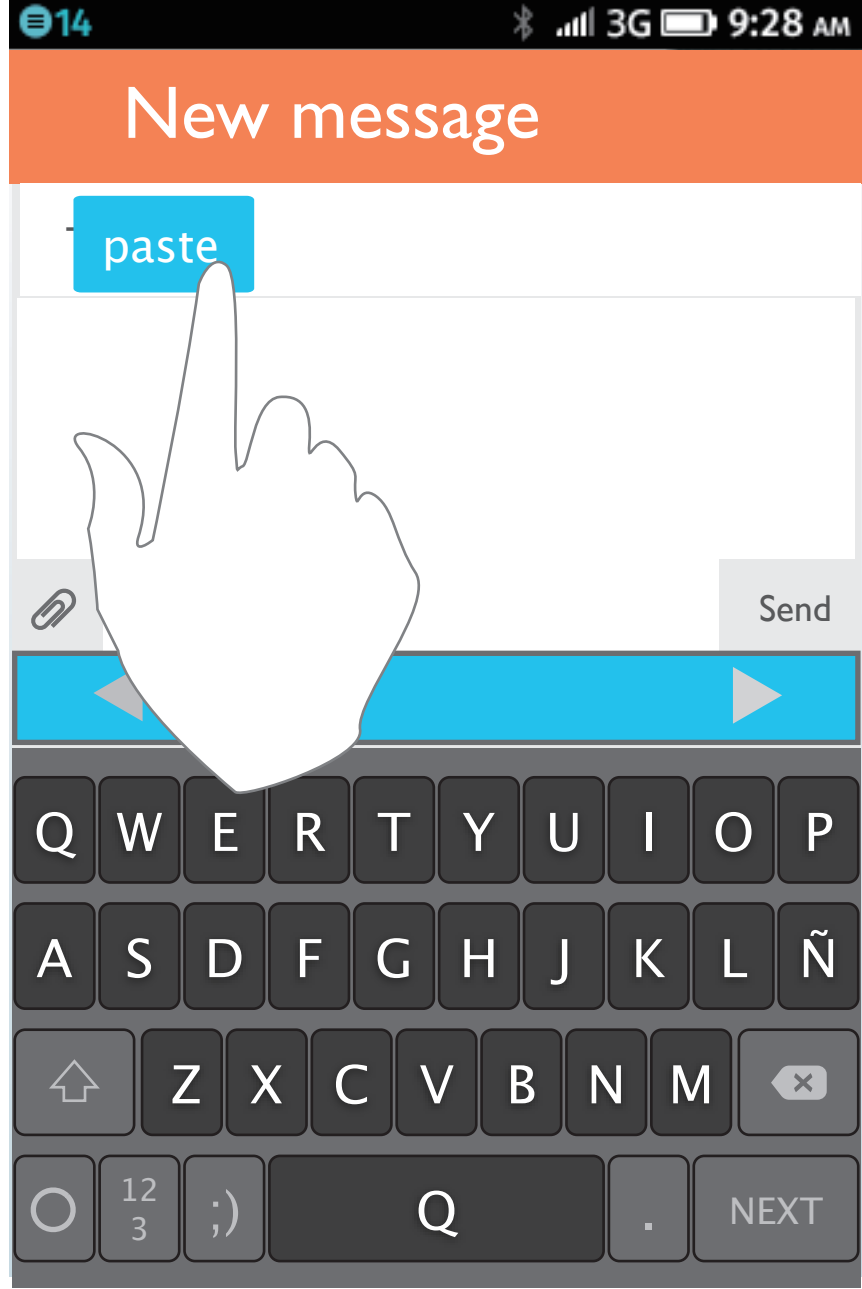 14 3G 9:28 AM
New message
paste
Send
Q W E R T Y U I O P
A S D F G H J K L Ñ
Z X C V B N M
12
3 ;) Q . NEXT